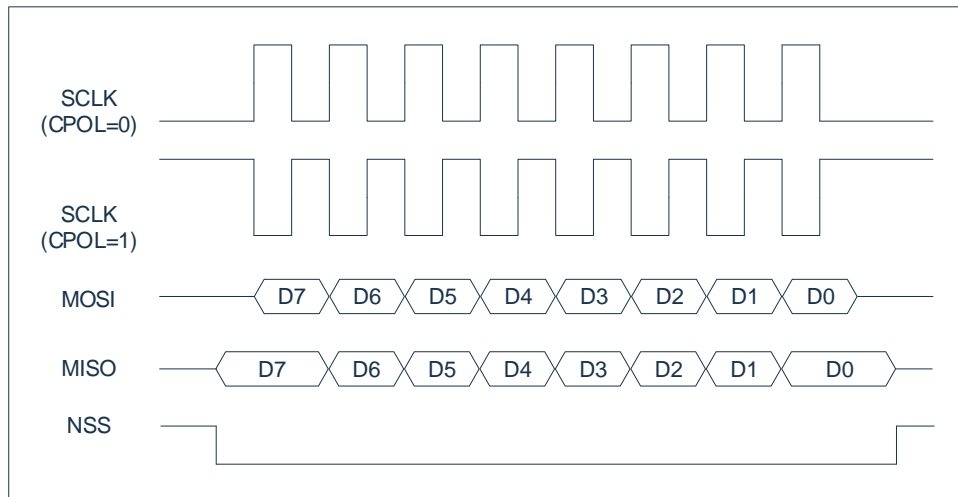 SCLK
(CPOL=0)
SCLK
(CPOL=1)
MOSI D7 D6 D5 D4 D3 D2 D1 D0
MISO D7 D6 D5 D4 D3 D2 D1 D0
NSS